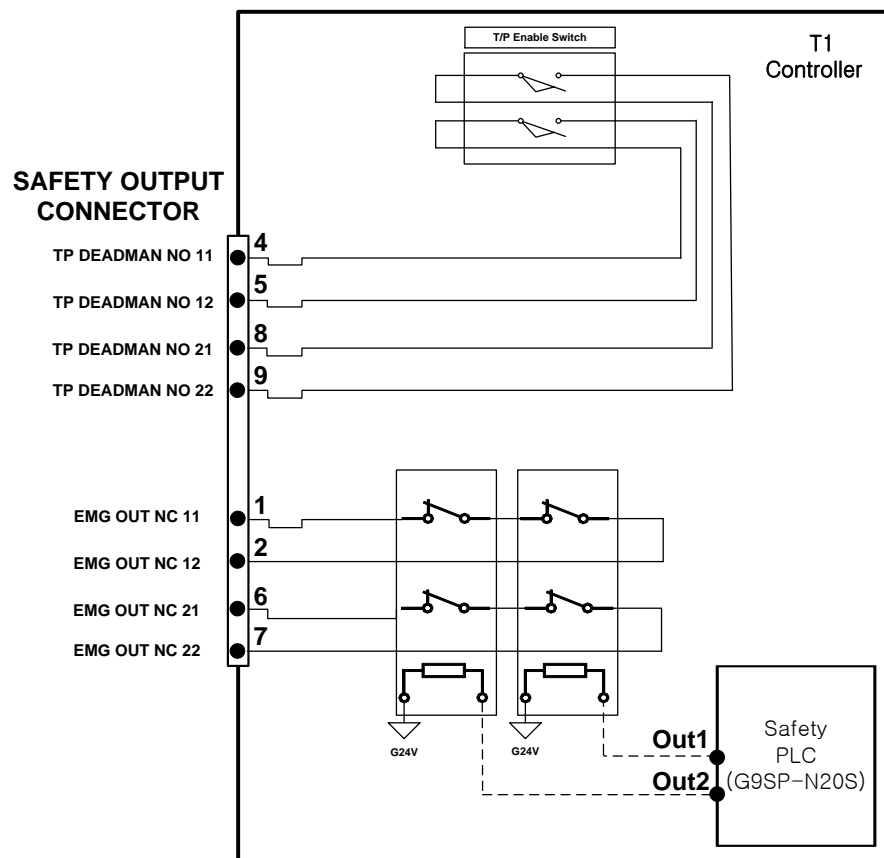 T/P Enable Switch
T1
Controller
SAFETY OUTPUT
CONNECTOR
TP DEADMAN NO 11
4
TP DEADMAN NO 12
5
TP DEADMAN NO 21
8
TP DEADMAN NO 22
9
EMG OUT NC 11
1
EMG OUT NC 12
2
EMG OUT NC 21
6
EMG OUT NC 22
7
G24V
G24V
Out1
Out2
Safety
PLC
(G9SP-N20S)